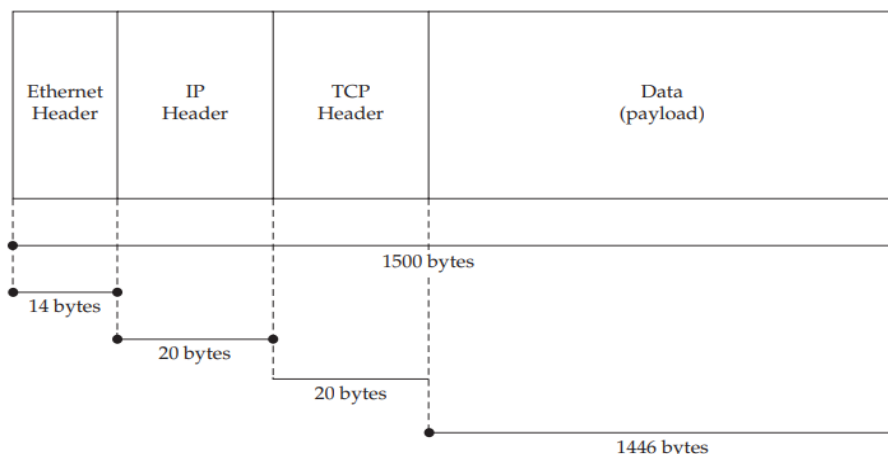 Ethernet
Header
IP
Header
TCP
Header
Data
(payload)
1500 bytes
14 bytes
20 bytes
20 bytes
1446 bytes